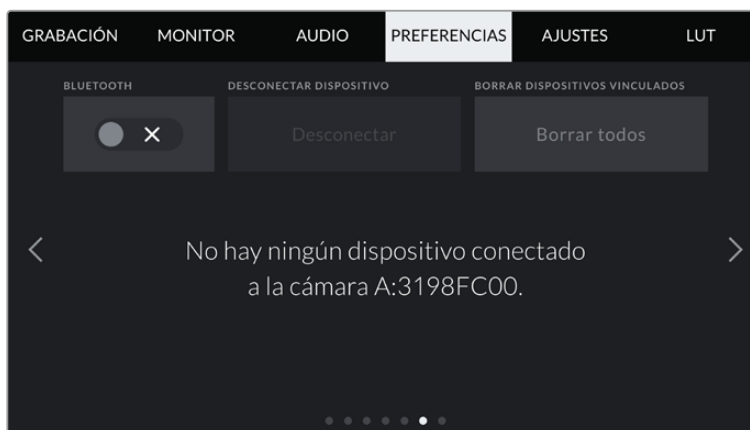 GRABACIÓN MONITOR AUDIO PREFERENCIAS AJUSTES LUT
BLUETOOTH DESCONECTAR DISPOSITIVO BORRAR DISPOSITIVOS VINCULADOS
Desconectar Borrar todos
No hay ningún dispositivo conectado
a la cámara A:3198FC00.